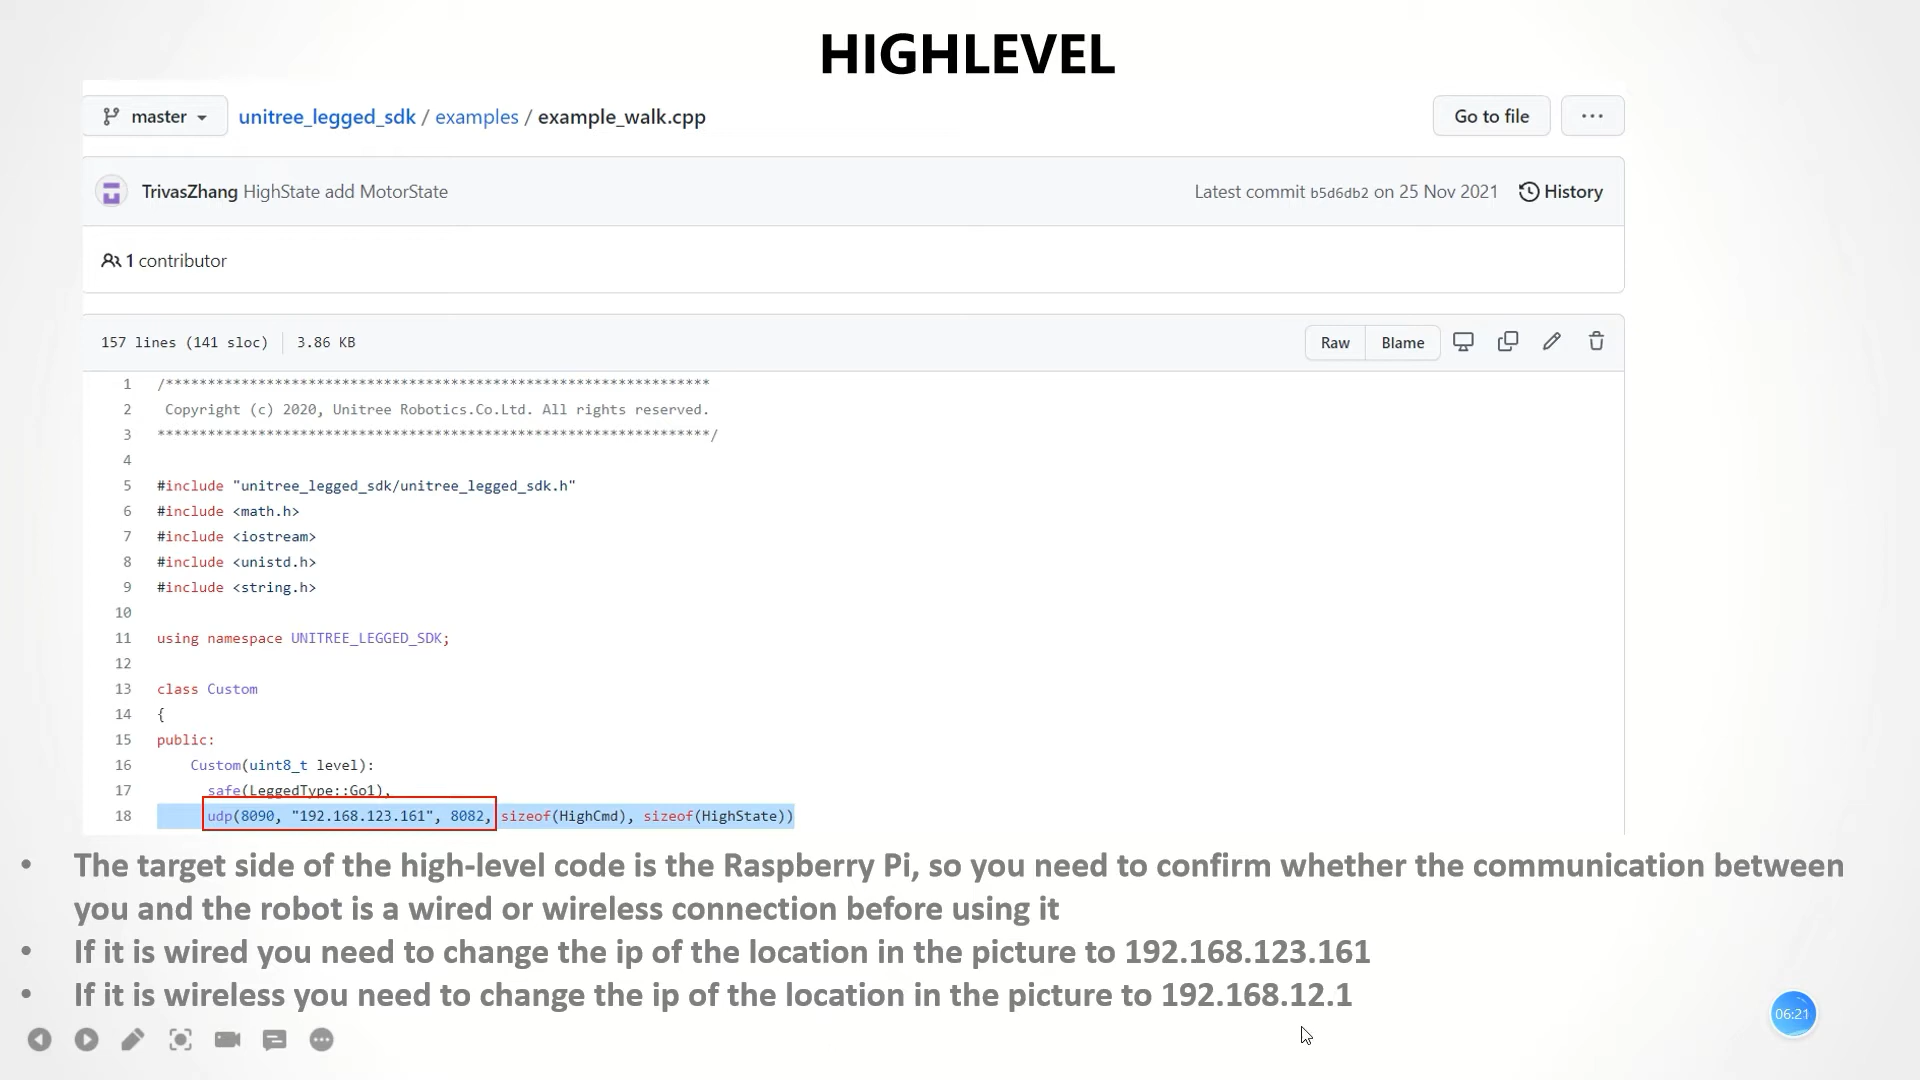 HIGHLEVEL
master
unitree_legged_sdk / examples / example_walk.cpp
Go to file
...
TrivasZhang HighState add MotorState
Latest commit b5d6db2 on 25 Nov 2021
History
1 contributor
157 lines (141 sloc) 3.86 KB
Raw Blame
1 /*****************************************************************
2 Copyright (c) 2020, Unitree Robotics.Co.Ltd. All rights reserved.
3 ******************************************************************/
4
5 #include "unitree_legged_sdk/unitree_legged_sdk.h"
6 #include <math.h>
7 #include <iostream>
8 #include <unistd.h>
9 #include <string.h>
10
11 using namespace UNITREE_LEGGED_SDK;
12
13 class Custom
14 {
15 public:
16 Custom(uint8_t level):
17 safe(LeggedType::Go1),
18 udp(8090, "192.168.123.161", 8082, sizeof(HighCmd), sizeof(HighState))
• The target side of the high-level code is the Raspberry Pi, so you need to confirm whether the communication between
you and the robot is a wired or wireless connection before using it
• If it is wired you need to change the ip of the location in the picture to 192.168.123.161
• If it is wireless you need to change the ip of the location in the picture to 192.168.12.1
06:21